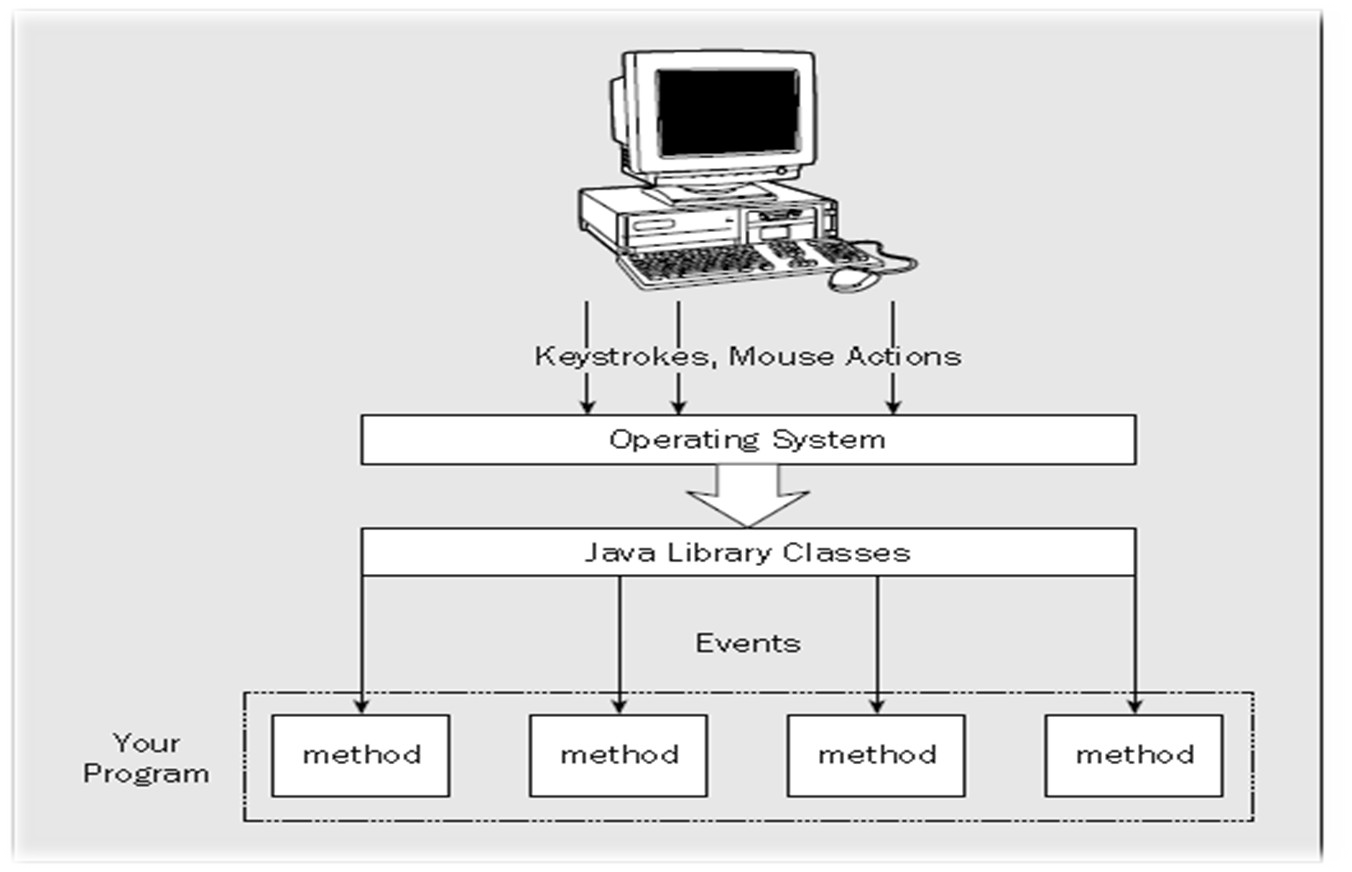 Keystrokes, Mouse Actions
Operating System
Java Library Classes
Events
Your
Program
method
method
method
method